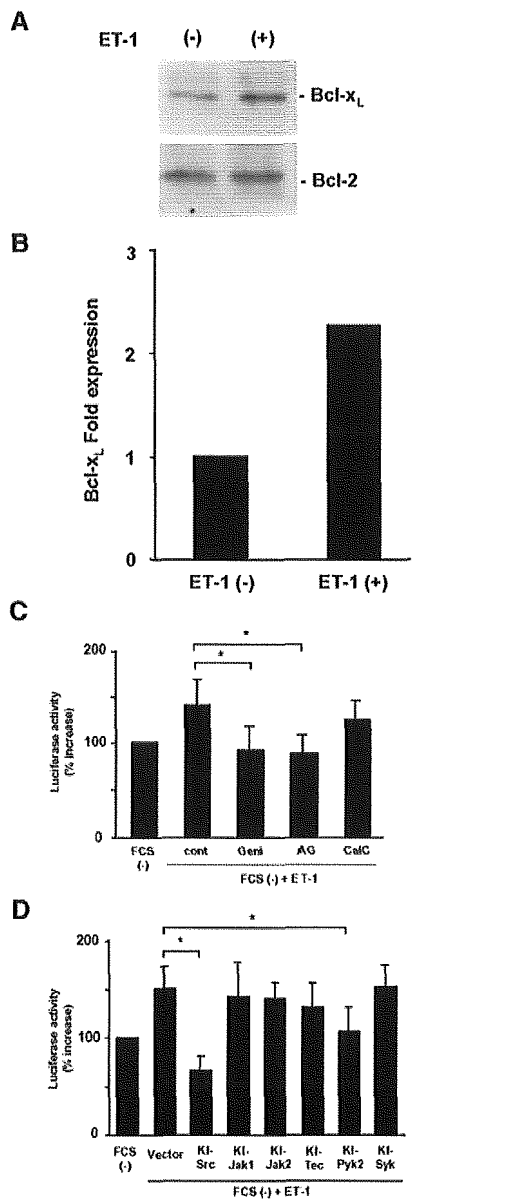 A
ET-1 (-) (+)
- Bcl-xL
- Bcl-2
B
3
2
1
0
Bcl-xL Fold expression
ET-1 (-) ET-1 (+)
C
200
100
0
Luciferase activity
(% increase)
*
*
FCS
(-)
cont Geni AG CalC
FCS (-) + ET-1
D
200
100
0
Luciferase activity
(% increase)
*
*
FCS
(-)
Vector
KI-
Src
KI-
Jak1
KI-
Jak2
KI-
Tec
KI-
Pyk2
KI-
Syk
FCS (-) + ET-1